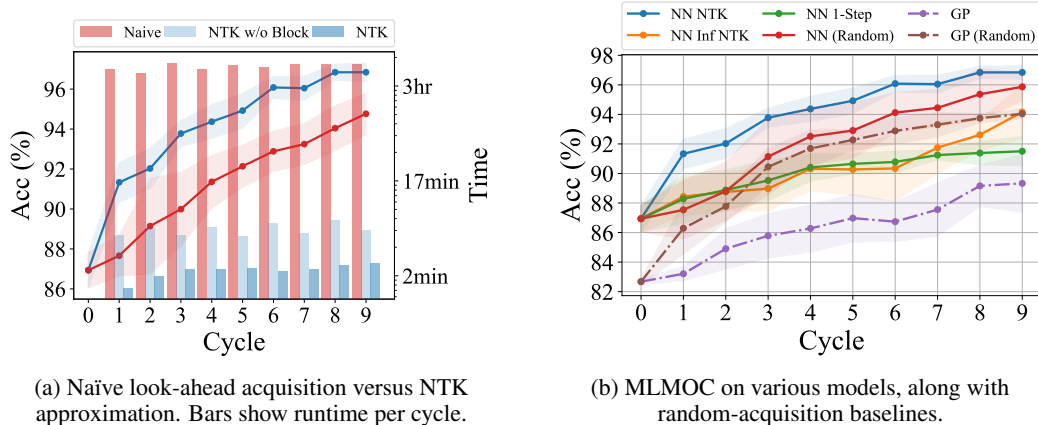 Naive NTK w/o Block NTK
96
94
92
90
88
86
Acc (%)
3hr
17min
2min
Time
0 1 2 3 4 5 6 7 8 9
Cycle
(a) Naïve look-ahead acquisition versus NTK
approximation. Bars show runtime per cycle.
NN NTK NN 1-Step GP
NN Inf NTK NN (Random) GP (Random)
98
96
94
92
90
88
86
84
82
Acc (%)
0 1 2 3 4 5 6 7 8 9
Cycle
(b) MLMOC on various models, along with
random-acquisition baselines.